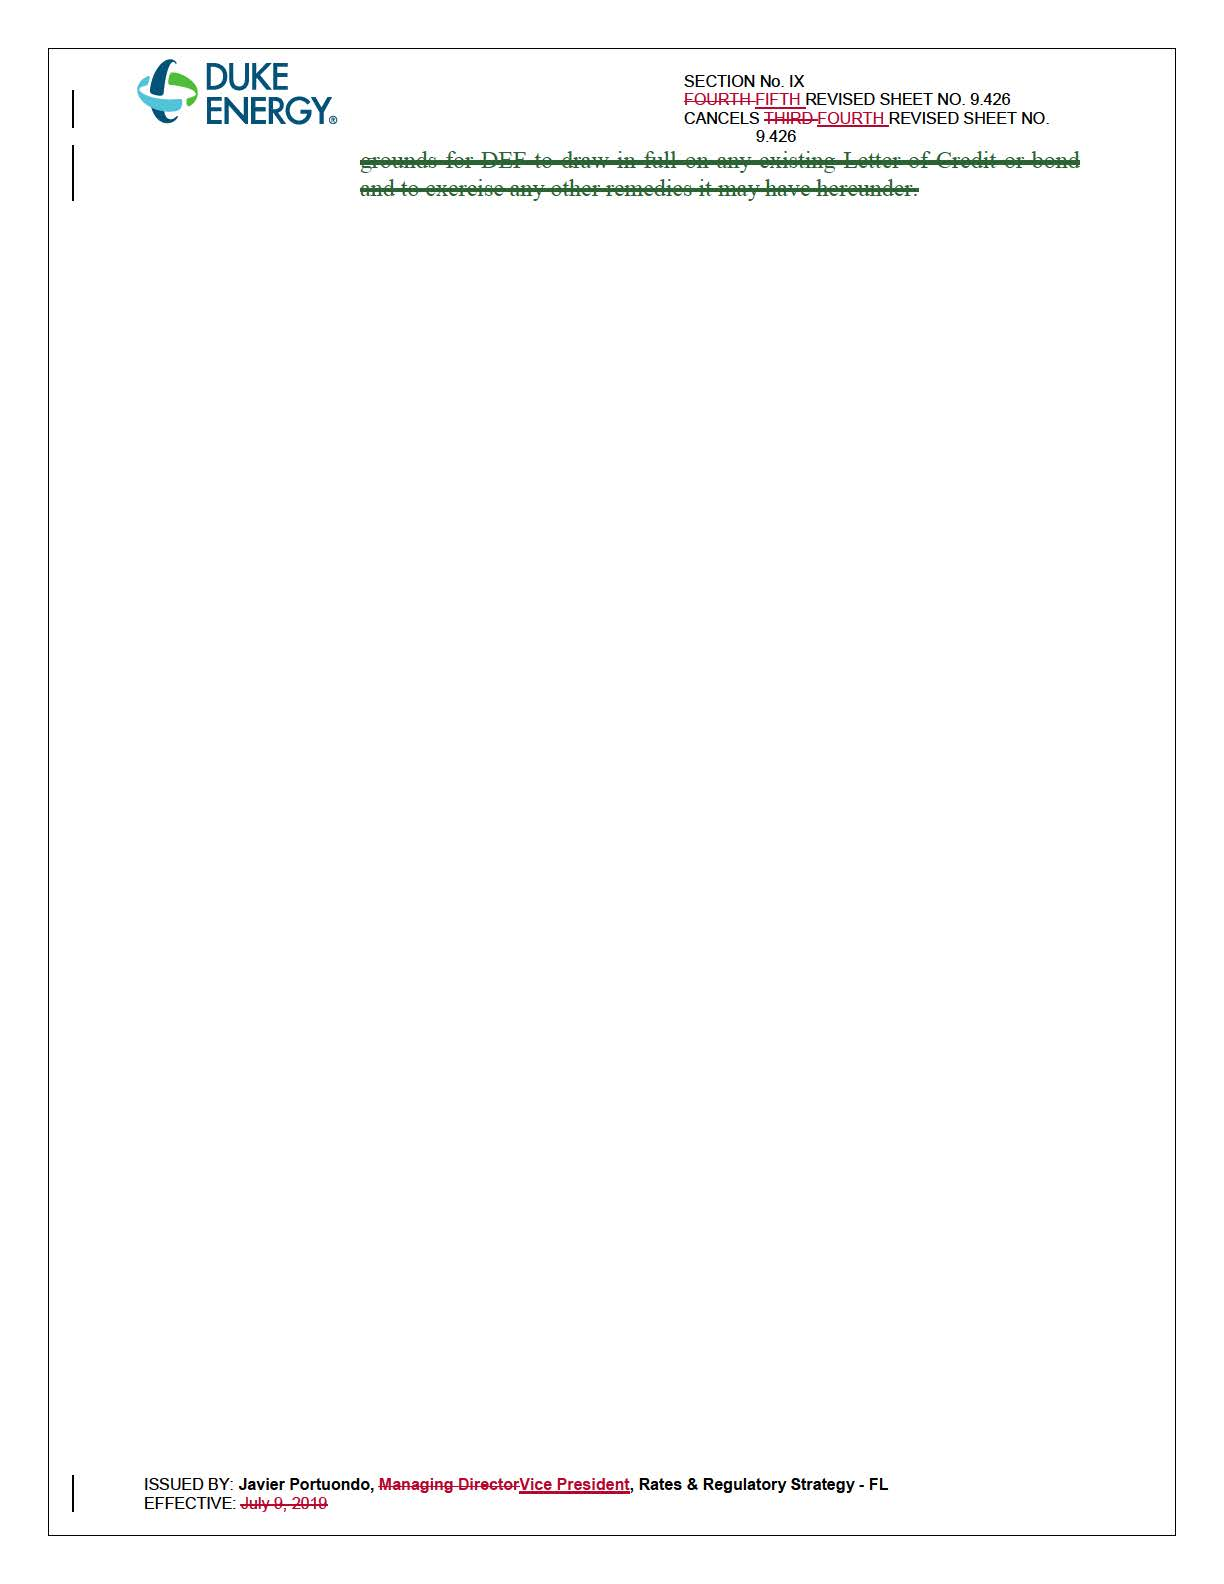 DUKE
ENERGY®
SECTION No. IX
FOURTH FIFTH REVISED SHEET NO. 9.426
CANCELS THIRD FOURTH REVISED SHEET NO.
9.426
grounds for DEF to draw in full on any existing Letter of Credit or bond
and to exercise any other remedies it may have hereunder.
ISSUED BY: Javier Portuondo, Managing DirectorVice President, Rates & Regulatory Strategy - FL
EFFECTIVE: July 9, 2019